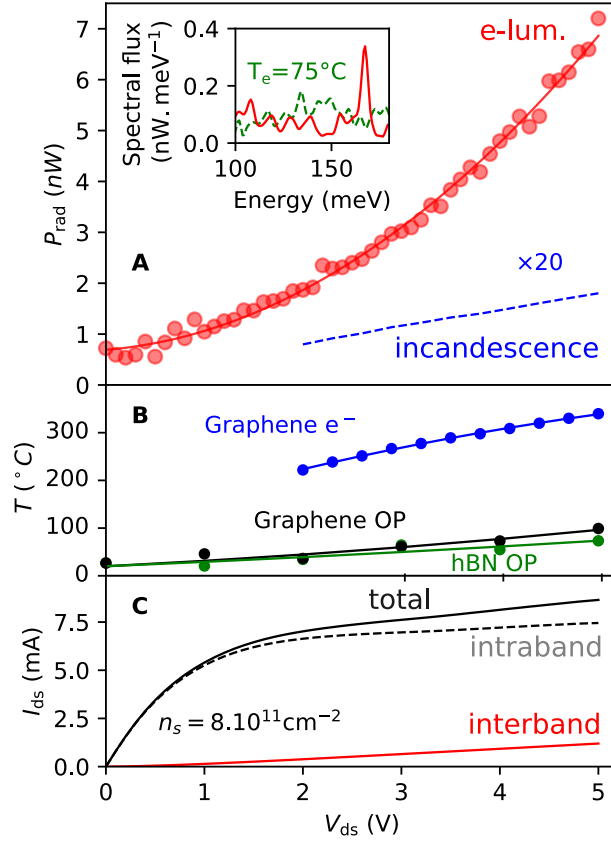 e-lum.
0.4
0.2
0.0
T_e=75°C
Spectral flux
(nW. meV⁻¹)
100
150
Energy (meV)
7
6
5
4
3
2
1
0
P_rad (nW)
A
×20
incandescence
B
Graphene e⁻
300
200
100
0
T (°C)
Graphene OP
hBN OP
C
total
7.5
5.0
2.5
0.0
I_ds (mA)
intraband
n_s = 8.10¹¹cm⁻²
interband
0
1
2
3
4
5
V_ds (V)